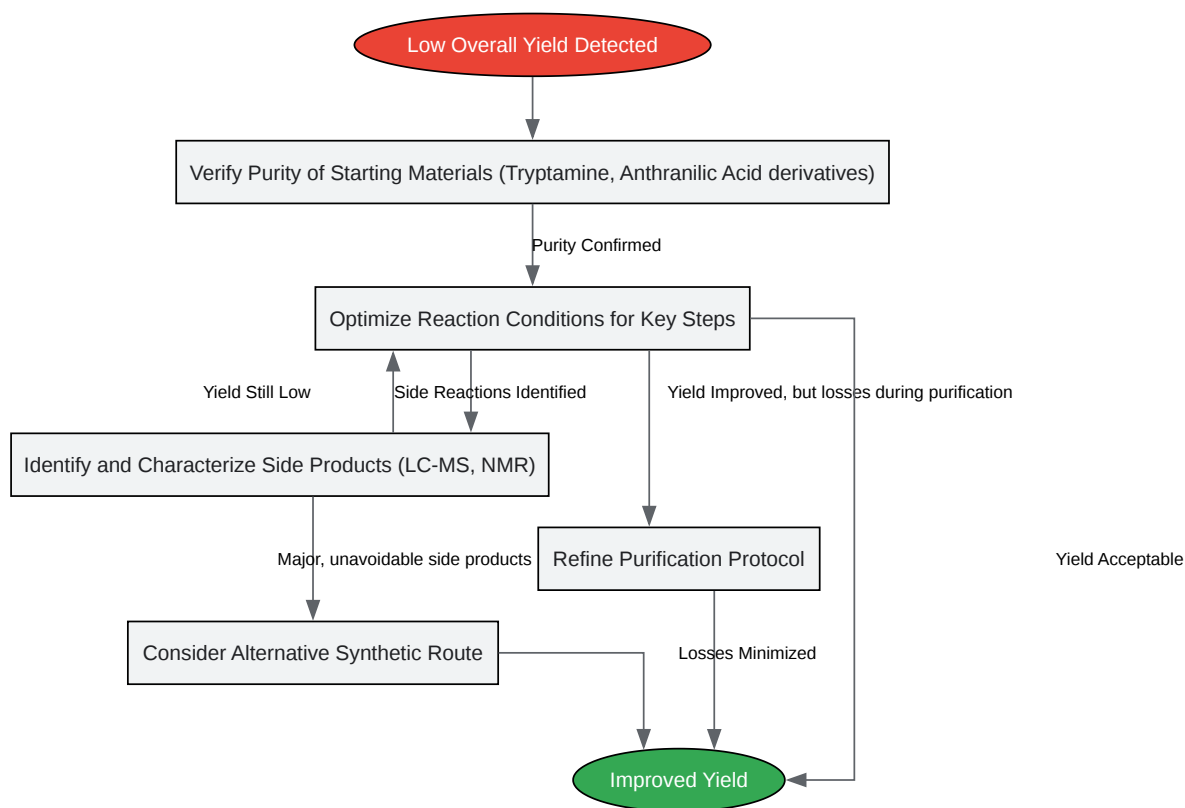 Low Overall Yield Detected
Verify Purity of Starting Materials (Tryptamine, Anthranilic Acid derivatives)
Purity Confirmed
Optimize Reaction Conditions for Key Steps
Yield Still Low
Side Reactions Identified
Yield Improved, but losses during purification
Identify and Characterize Side Products (LC-MS, NMR)
Major, unavoidable side products
Refine Purification Protocol
Yield Acceptable
Consider Alternative Synthetic Route
Losses Minimized
Improved Yield